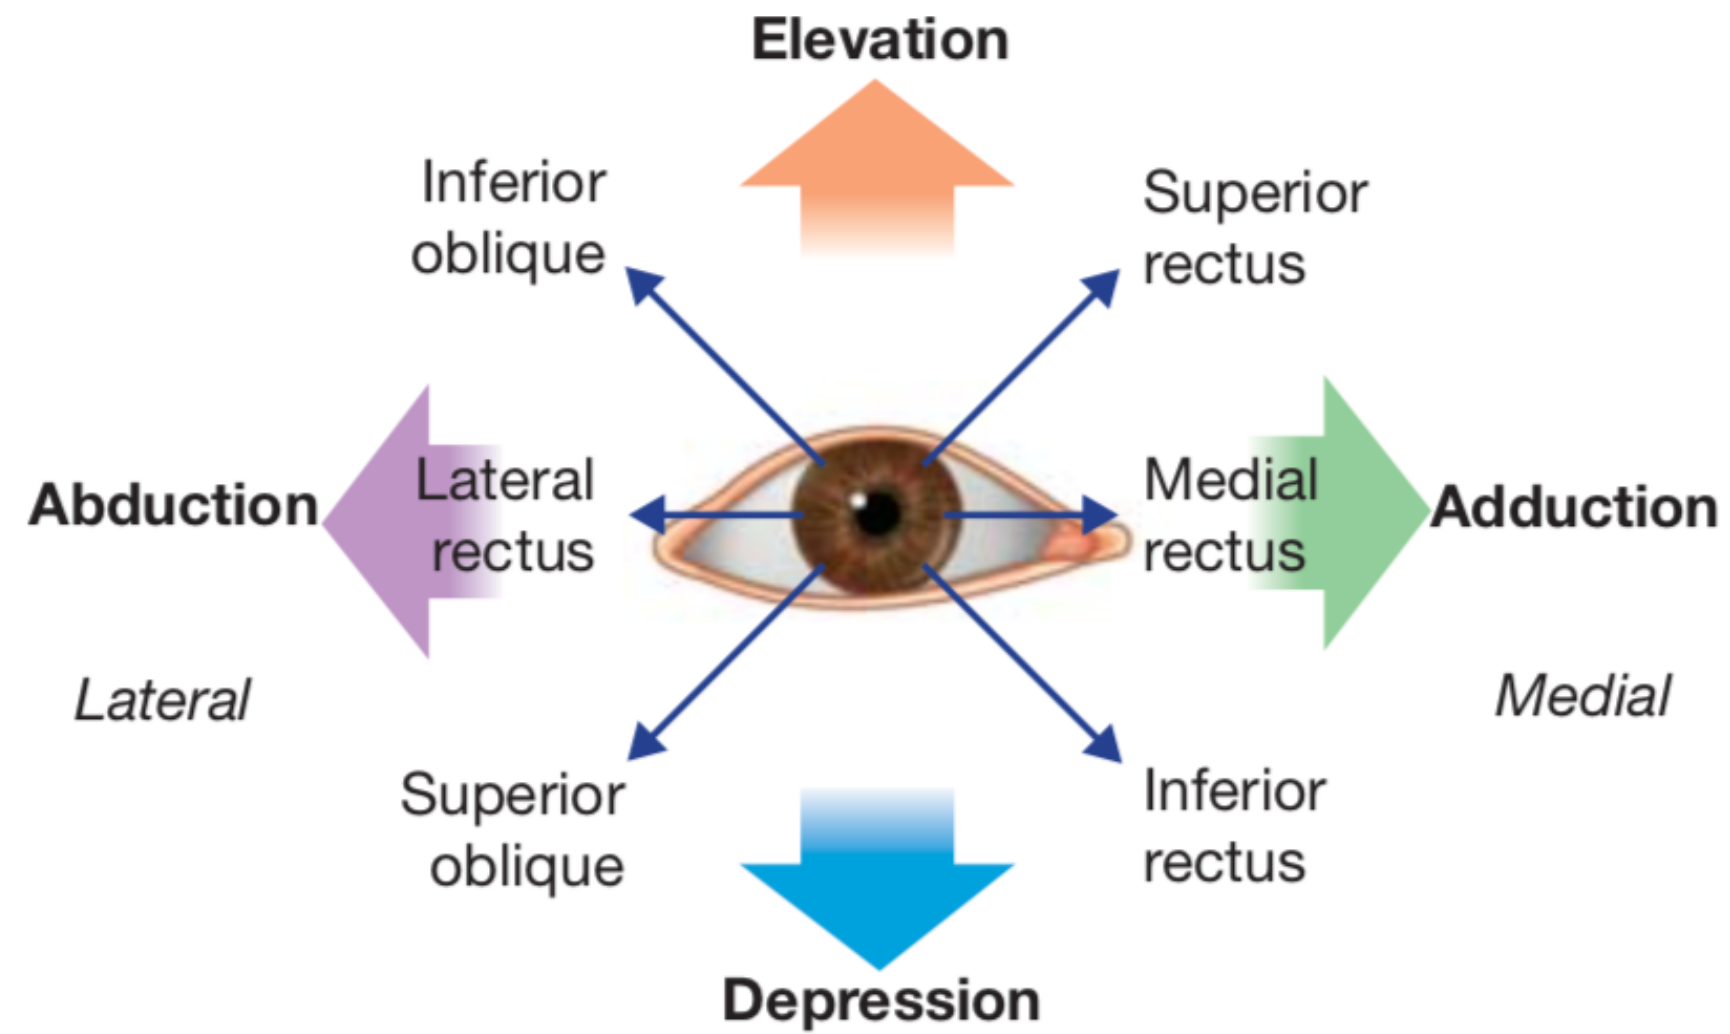 Elevation
Inferior
oblique
Superior
rectus
Abduction
Lateral
rectus
Medial
rectus
Adduction
Lateral
Medial
Superior
oblique
Inferior
rectus
Depression